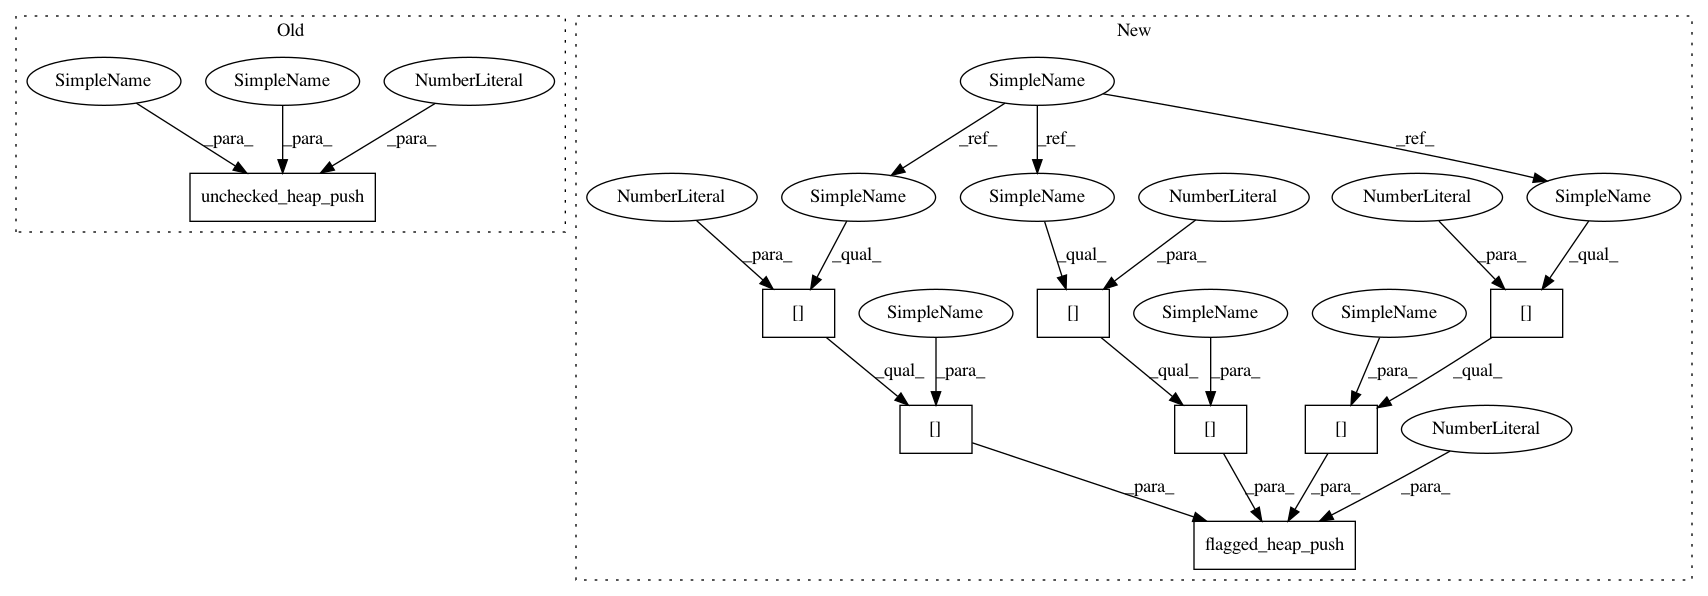 Old
SimpleName
SimpleName
NumberLiteral
_para_
_para_
_para_
unchecked_heap_push
New
SimpleName
_ref_
_ref_
_ref_
NumberLiteral
SimpleName
SimpleName
NumberLiteral
NumberLiteral
SimpleName
_para_
_qual_
_qual_
_para_
_para_
_qual_
[]
SimpleName
[]
SimpleName
SimpleName
[]
_qual_
_para_
_qual_
_para_
_para_
_qual_
[]
[]
[]
NumberLiteral
_para_
_para_
_para_
_para_
flagged_heap_push